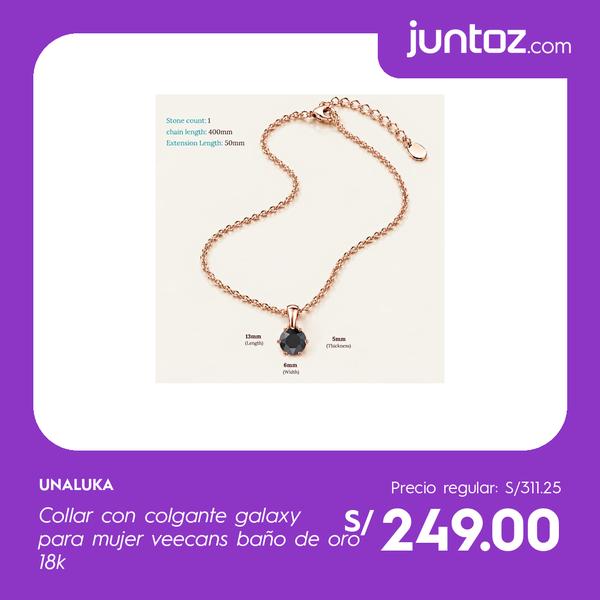 juntoz.com
Stone count: 1
chain length: 400mm
Extension Length: 50mm
13mm
(Length)
5mm
(Thickness)
6mm
(Width)
UNALUKA
Collar con colgante galaxy
para mujer veecans baño de oro
18k
Precio regular: S/311.25
S/249.00